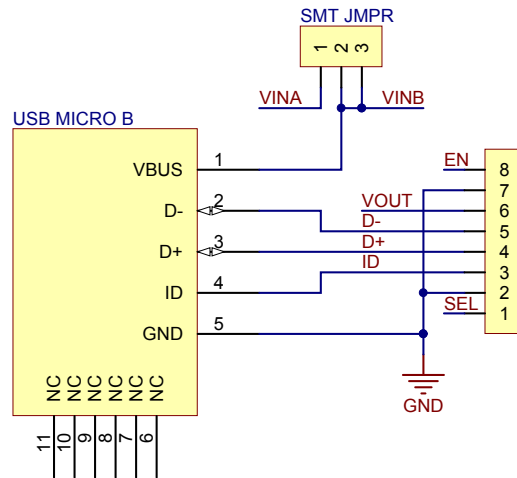 SMT JMPR
1 2 3
VINA VINB
USB MICRO B
VBUS 1
D- 2
D+ 3
ID 4
GND 5
NC NC NC NC NC NC
11 10 9 8 7 6
EN 8
7
VOUT 6
D- 5
D+ 4
ID 3
2
SEL 1
GND